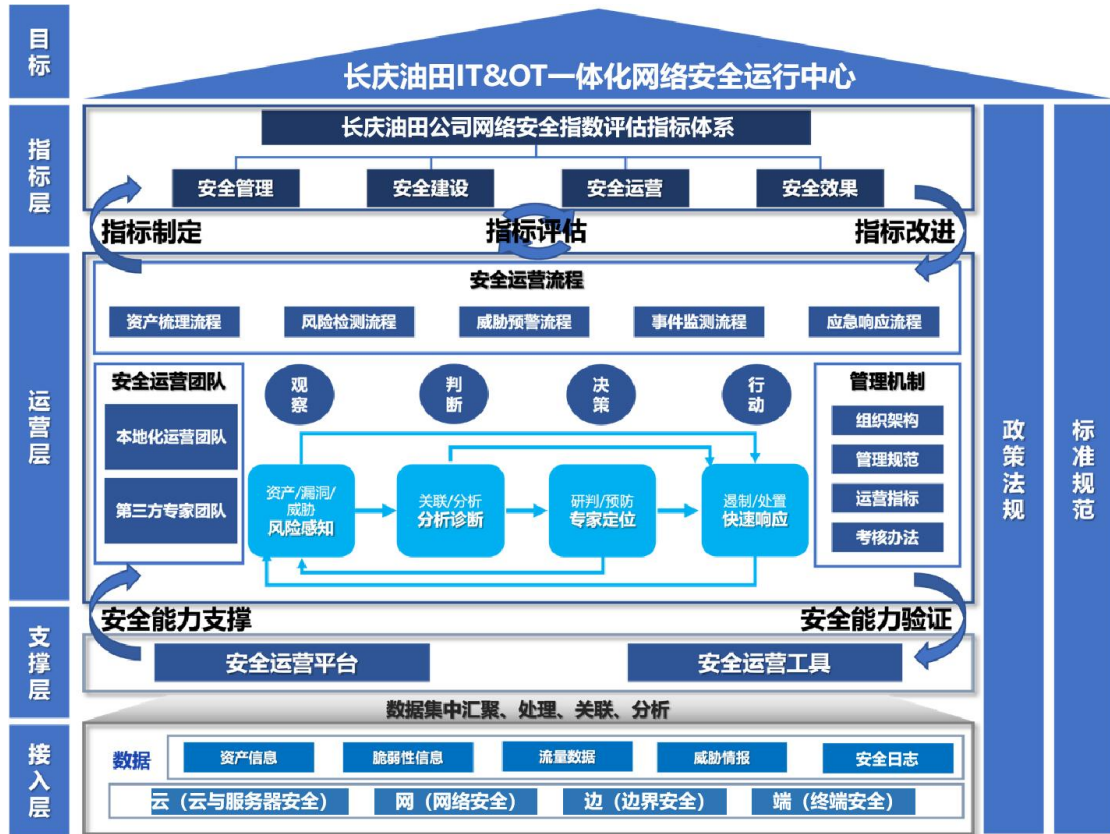 目标
长庆油田IT&OT一体化网络安全运行中心
指标层
长庆油田公司网络安全指数评估指标体系
安全管理
安全建设
安全运营
安全效果
指标制定
指标评估
指标改进
运营层
安全运营流程
资产梳理流程
风险检测流程
威胁预警流程
事件监测流程
应急响应流程
安全运营团队
本地化运营团队
第三方专家团队
观察
判断
决策
行动
资产/漏洞/
威胁
风险感知
关联/分析
分析诊断
研判/预防
专家定位
遏制/处置
快速响应
管理机制
组织架构
管理规范
运营指标
考核办法
政策法规
标准规范
安全能力支撑
安全能力验证
支撑层
安全运营平台
安全运营工具
数据集中汇聚、处理、关联、分析
接入层
数据
资产信息
脆弱性信息
流量数据
威胁情报
安全日志
云（云与服务器安全）
网（网络安全）
边（边界安全）
端（终端安全）